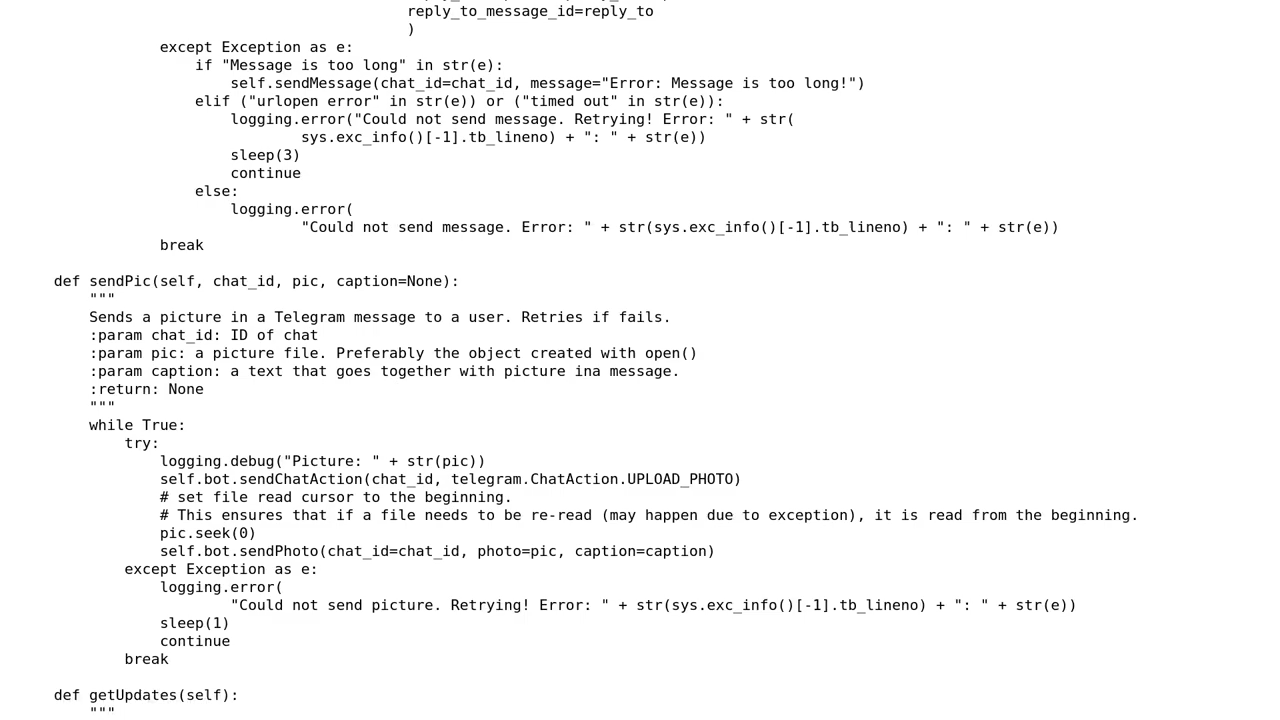 reply_to_message_id=reply_to
)
except Exception as e:
if "Message is too long" in str(e):
self.sendMessage(chat_id=chat_id, message="Error: Message is too long!")
elif ("urlopen error" in str(e)) or ("timed out" in str(e)):
logging.error("Could not send message. Retrying! Error: " + str(
sys.exc_info()[-1].tb_lineno) + ": " + str(e))
sleep(3)
continue
else:
logging.error(
"Could not send message. Error: " + str(sys.exc_info()[-1].tb_lineno) + ": " + str(e))
break
def sendPic(self, chat_id, pic, caption=None):
"""
Sends a picture in a Telegram message to a user. Retries if fails.
:param chat_id: ID of chat
:param pic: a picture file. Preferably the object created with open()
:param caption: a text that goes together with picture ina message.
:return: None
"""
while True:
try:
logging.debug("Picture: " + str(pic))
self.bot.sendChatAction(chat_id, telegram.ChatAction.UPLOAD_PHOTO)
# set file read cursor to the beginning.
# This ensures that if a file needs to be re-read (may happen due to exception), it is read from the beginning.
pic.seek(0)
self.bot.sendPhoto(chat_id=chat_id, photo=pic, caption=caption)
except Exception as e:
logging.error(
"Could not send picture. Retrying! Error: " + str(sys.exc_info()[-1].tb_lineno) + ": " + str(e))
sleep(1)
continue
break
def getUpdates(self):
"""